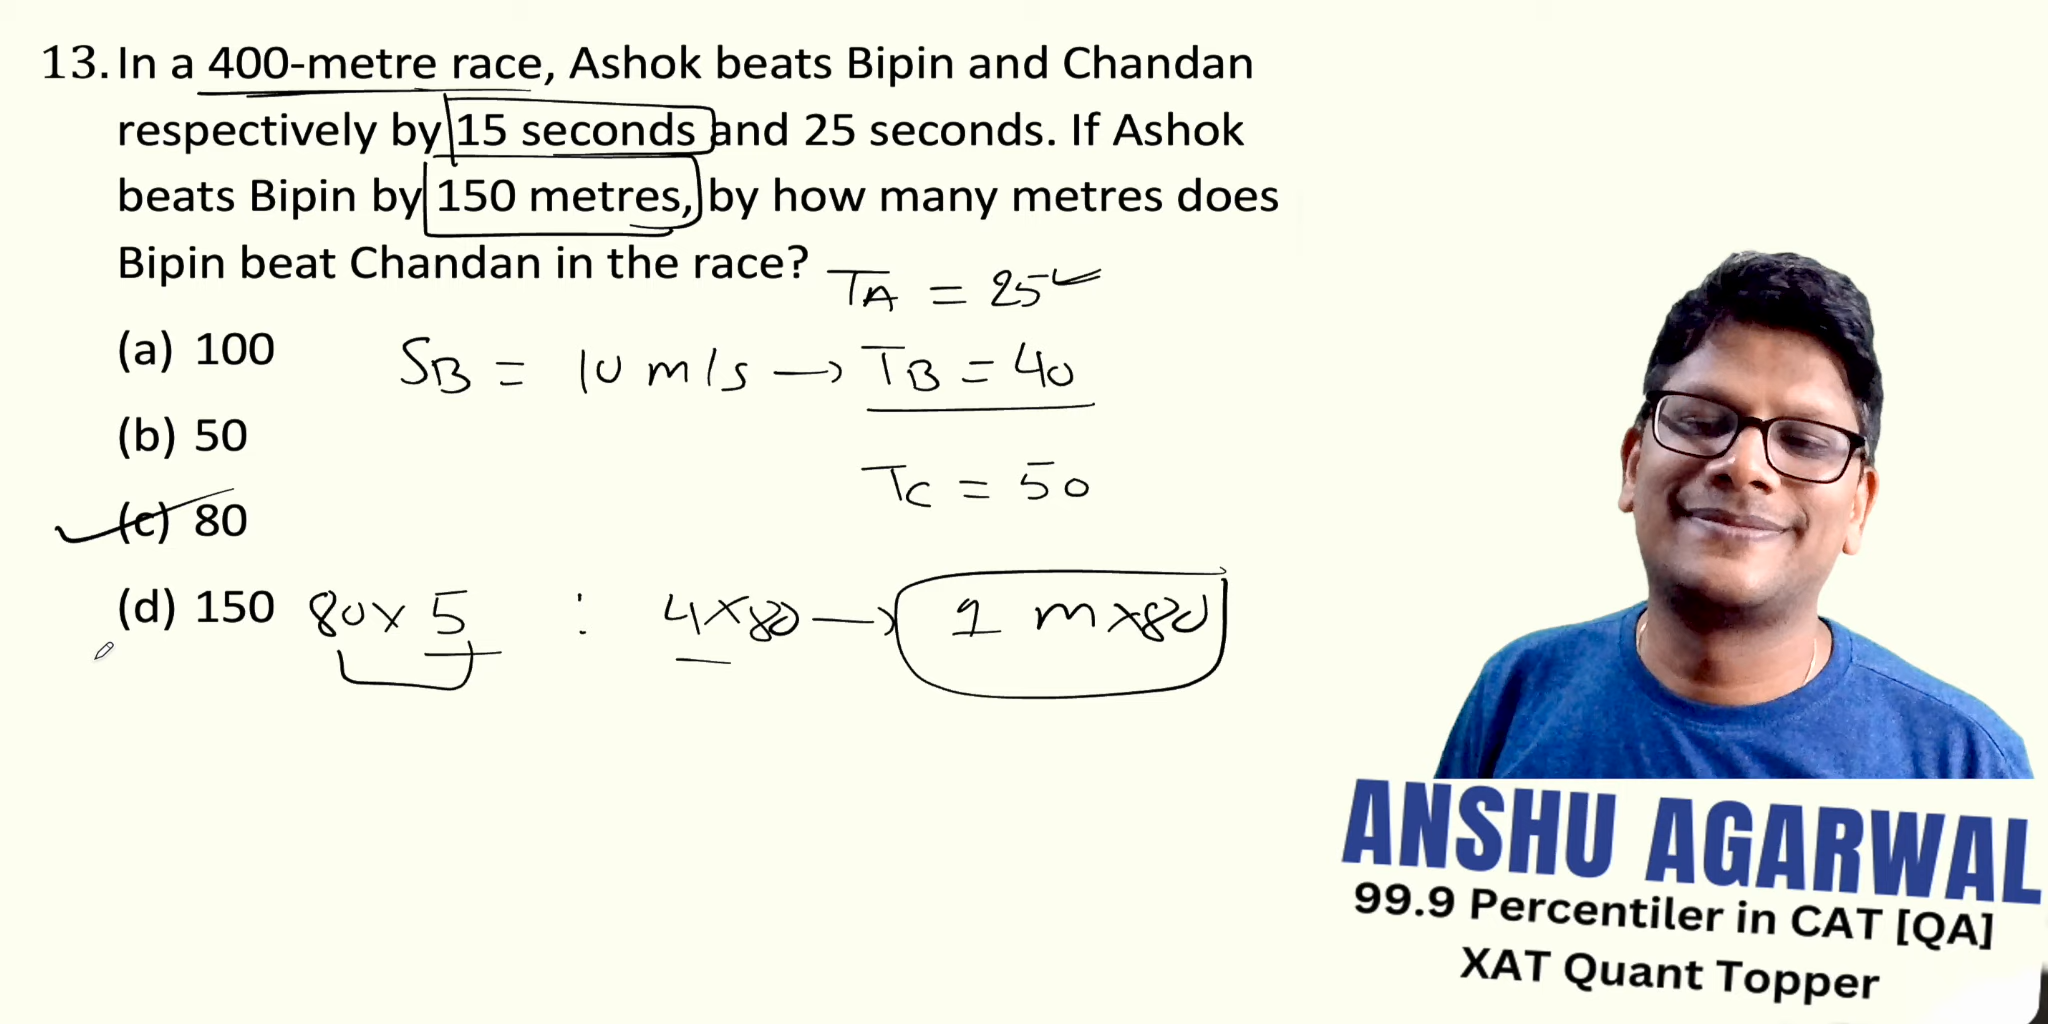 13. In a 400-metre race, Ashok beats Bipin and Chandan
respectively by 15 seconds and 25 seconds. If Ashok
beats Bipin by 150 metres, by how many metres does
Bipin beat Chandan in the race?
TA = 25
(a) 100
SB = 10 m/s → TB = 40
(b) 50
TC = 50
(c) 80
(d) 150
80 x 5 : 4 x 80 → 1 m x 80
ANSHU AGARWAL
99.9 Percentiler in CAT [QA]
XAT Quant Topper